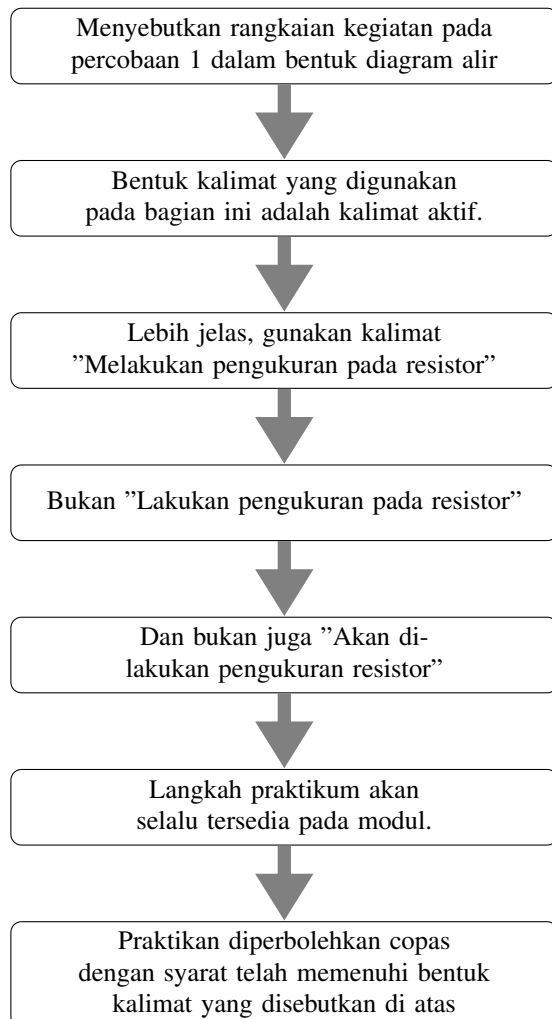 Menyebutkan rangkaian kegiatan pada
percobaan 1 dalam bentuk diagram alir
Bentuk kalimat yang digunakan
pada bagian ini adalah kalimat aktif.
Lebih jelas, gunakan kalimat
”Melakukan pengukuran pada resistor”
Bukan ”Lakukan pengukuran pada resistor”
Dan bukan juga ”Akan di-
lakukan pengukuran resistor”
Langkah praktikum akan
selalu tersedia pada modul.
Praktikan diperbolehkan copas
dengan syarat telah memenuhi bentuk
kalimat yang disebutkan di atas